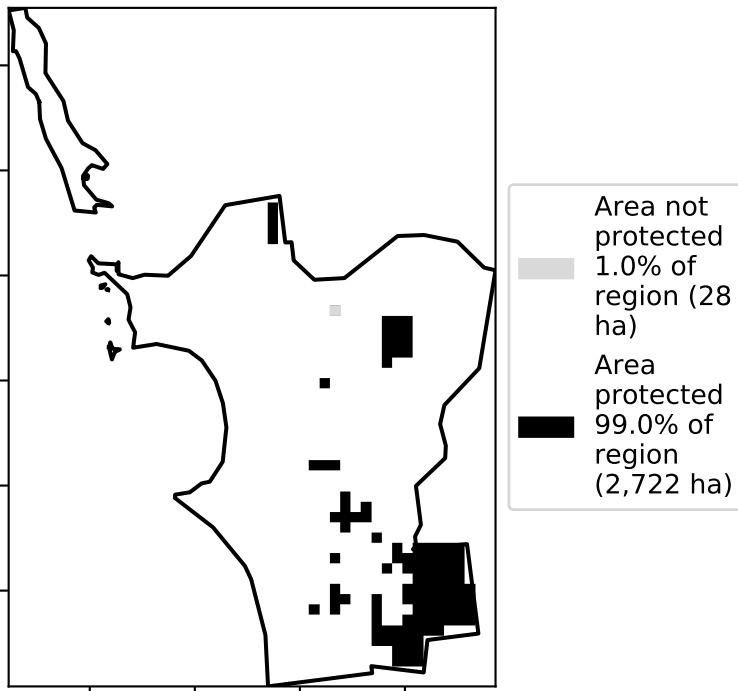 Area not
protected
1.0% of
region (28
ha)
Area
protected
99.0% of
region
(2,722 ha)